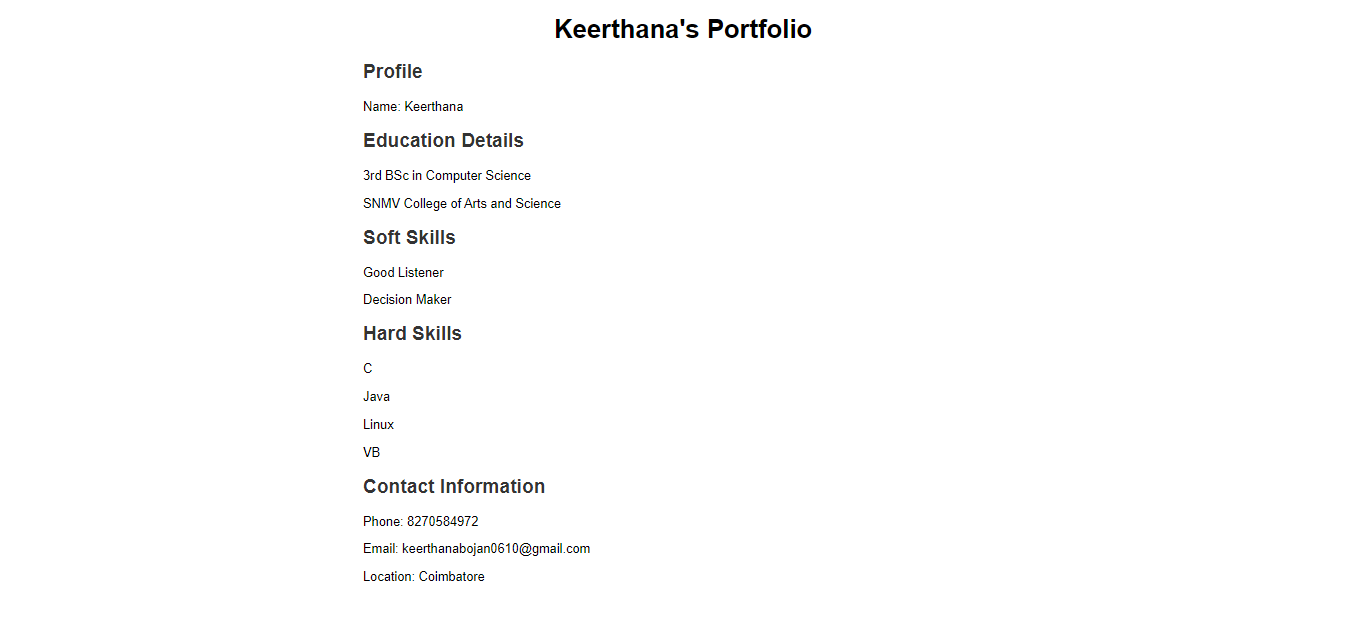 Keerthana's Portfolio
Profile
Name: Keerthana
Education Details
3rd BSc in Computer Science
SNMV College of Arts and Science
Soft Skills
Good Listener
Decision Maker
Hard Skills
C
Java
Linux
VB
Contact Information
Phone: 8270584972
Email: keerthanabojan0610@gmail.com
Location: Coimbatore